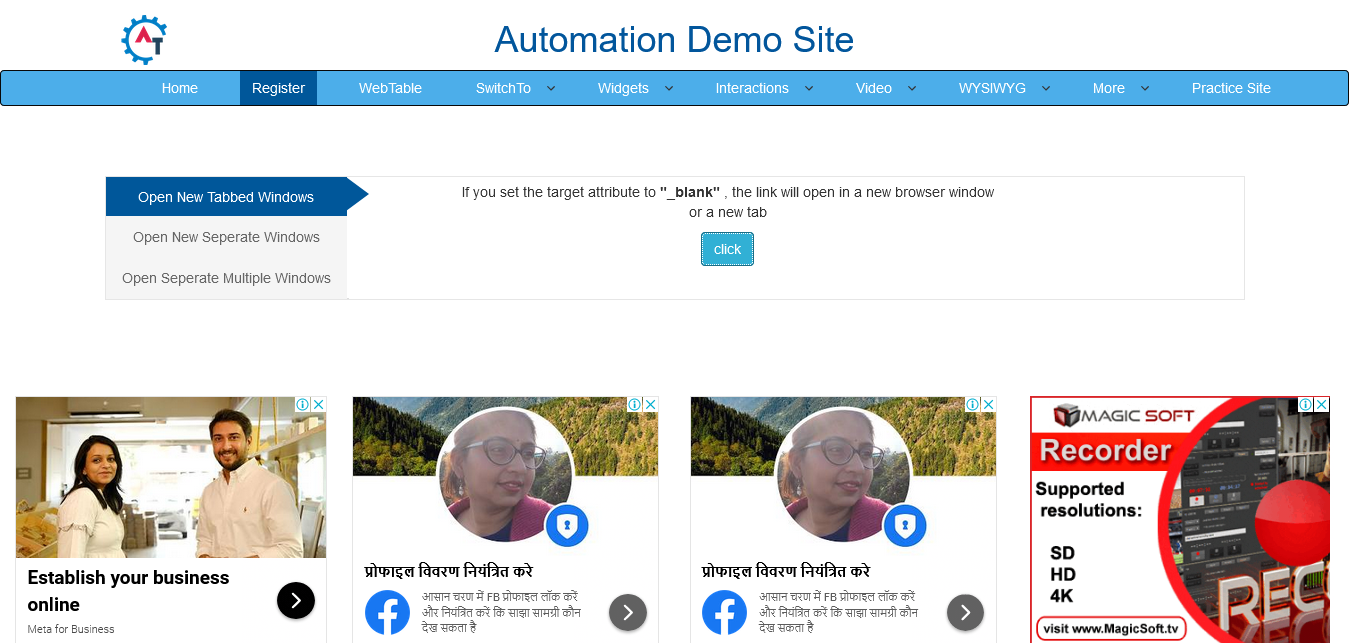 Automation Demo Site
Home Register WebTable SwitchTo Widgets Interactions Video WYSIWYG More Practice Site
Open New Tabbed Windows
Open New Seperate Windows
Open Seperate Multiple Windows
If you set the target attribute to "_blank" , the link will open in a new browser window
or a new tab
click
Establish your business
online
Meta for Business
प्रोफाइल विवरण नियंत्रित करे
आसान चरण में FB प्रोफ़ाइल लॉक करें
और नियंत्रित करें कि साझा सामग्री कौन
देख सकता है
प्रोफाइल विवरण नियंत्रित करे
आसान चरण में FB प्रोफ़ाइल लॉक करें
और नियंत्रित करें कि साझा सामग्री कौन
देख सकता है
MAGIC SOFT
Recorder
Supported
resolutions:
SD
HD
4K
REC
visit www.MagicSoft.tv